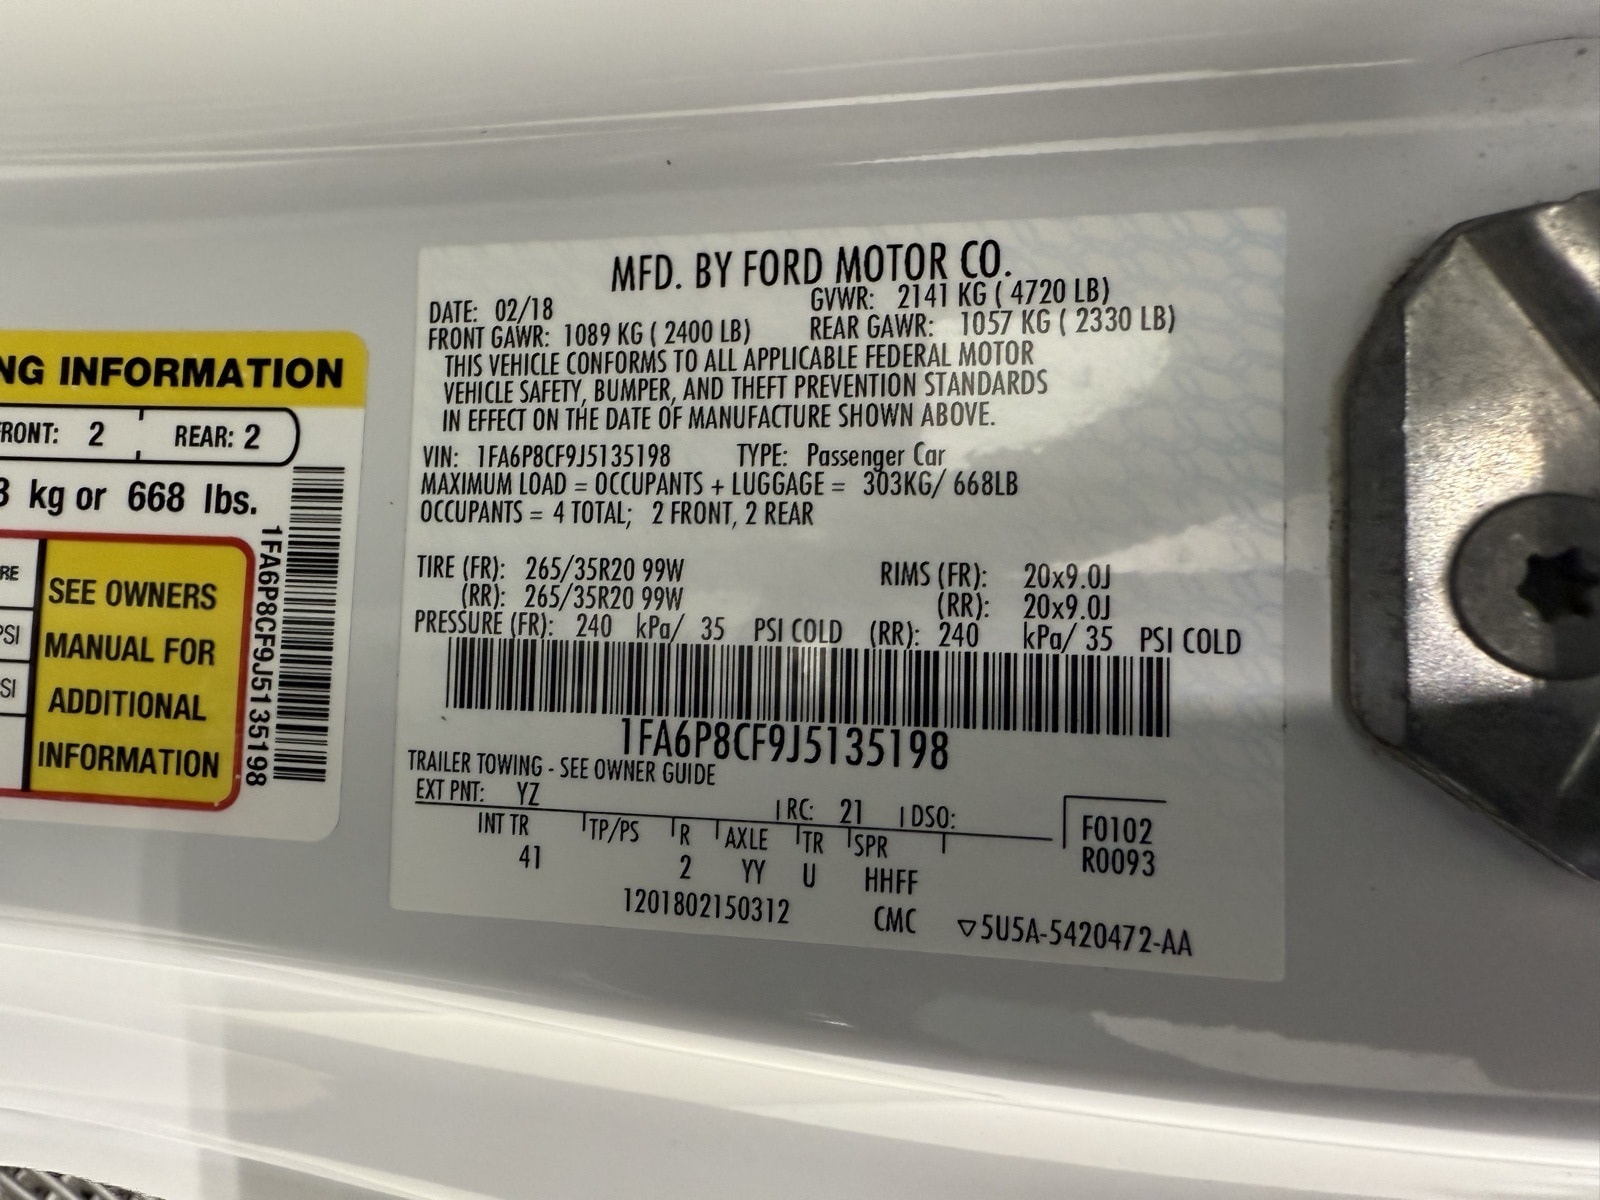 NG INFORMATION
FRONT: 2 REAR: 2
3 kg or 668 lbs.
SEE OWNERS
MANUAL FOR
ADDITIONAL
INFORMATION
PSI
1FA6P8CF9J5135198
MFD. BY FORD MOTOR CO.
DATE: 02/18 GVWR: 2141 KG ( 4720 LB)
FRONT GAWR: 1089 KG ( 2400 LB) REAR GAWR: 1057 KG ( 2330 LB)
THIS VEHICLE CONFORMS TO ALL APPLICABLE FEDERAL MOTOR
VEHICLE SAFETY, BUMPER, AND THEFT PREVENTION STANDARDS
IN EFFECT ON THE DATE OF MANUFACTURE SHOWN ABOVE.
VIN: 1FA6P8CF9J5135198 TYPE: Passenger Car
MAXIMUM LOAD = OCCUPANTS + LUGGAGE = 303KG/ 668LB
OCCUPANTS = 4 TOTAL; 2 FRONT, 2 REAR
TIRE (FR): 265/35R20 99W RIMS (FR): 20x9.0J
(RR): 265/35R20 99W (RR): 20x9.0J
PRESSURE (FR): 240 kPa/ 35 PSI COLD (RR): 240 kPa/ 35 PSI COLD
1FA6P8CF9J5135198
TRAILER TOWING - SEE OWNER GUIDE
EXT PNT: YZ RC: 21 DSO:
INT TR TP/PS R AXLE TR SPR F0102
41 2 YY U HHFF R0093
1201802150312 CMC ▽5U5A-5420472-AA